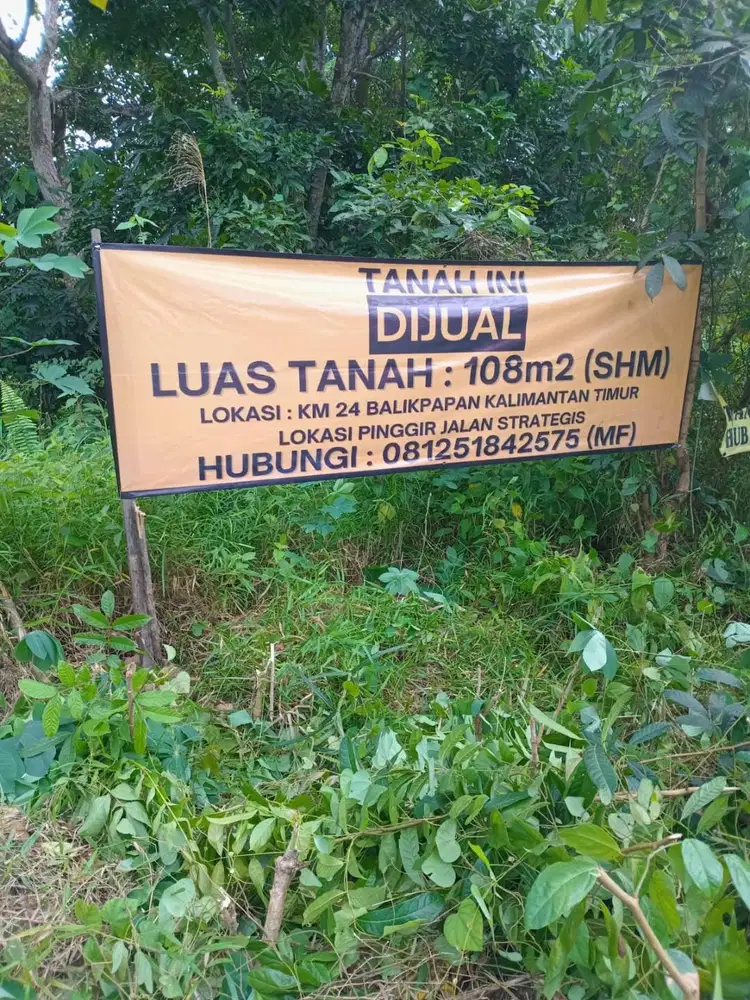 TANAH INI
DIJUAL
LUAS TANAH : 108m2 (SHM)
LOKASI : KM 24 BALIKPAPAN KALIMANTAN TIMUR
LOKASI PINGGIR JALAN STRATEGIS
HUBUNGI : 081251842575 (MF)
HUB